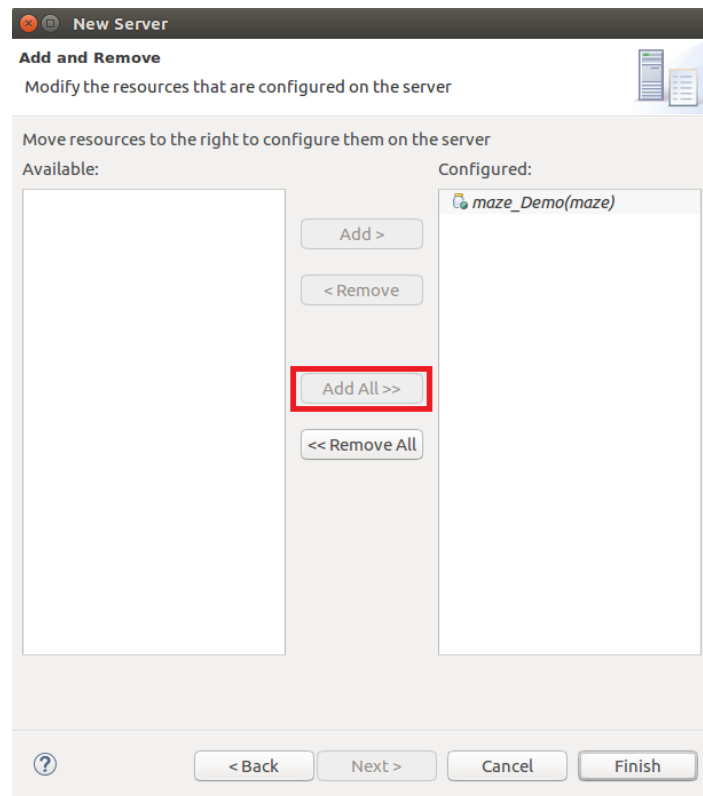 New Server
Add and Remove
Modify the resources that are configured on the server
Move resources to the right to configure them on the server
Available:
Configured:
maze_Demo(maze)
Add >
< Remove
Add All >>
<< Remove All
?
< Back
Next >
Cancel
Finish